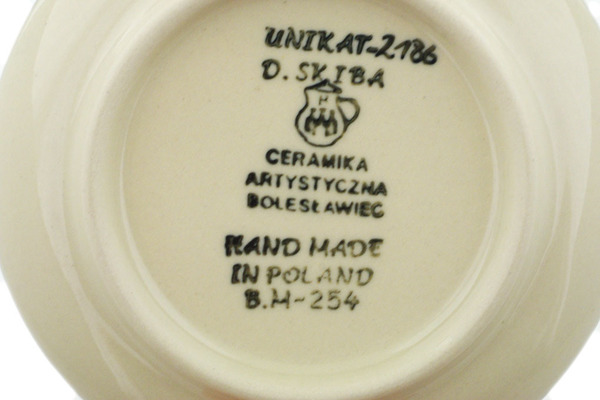 UNIKAT-2186
D. SKIBA
CERAMIKA
ARTYSTYCZNA
BOLESŁAWIEC
HAND MADE
IN POLAND
B.M-254